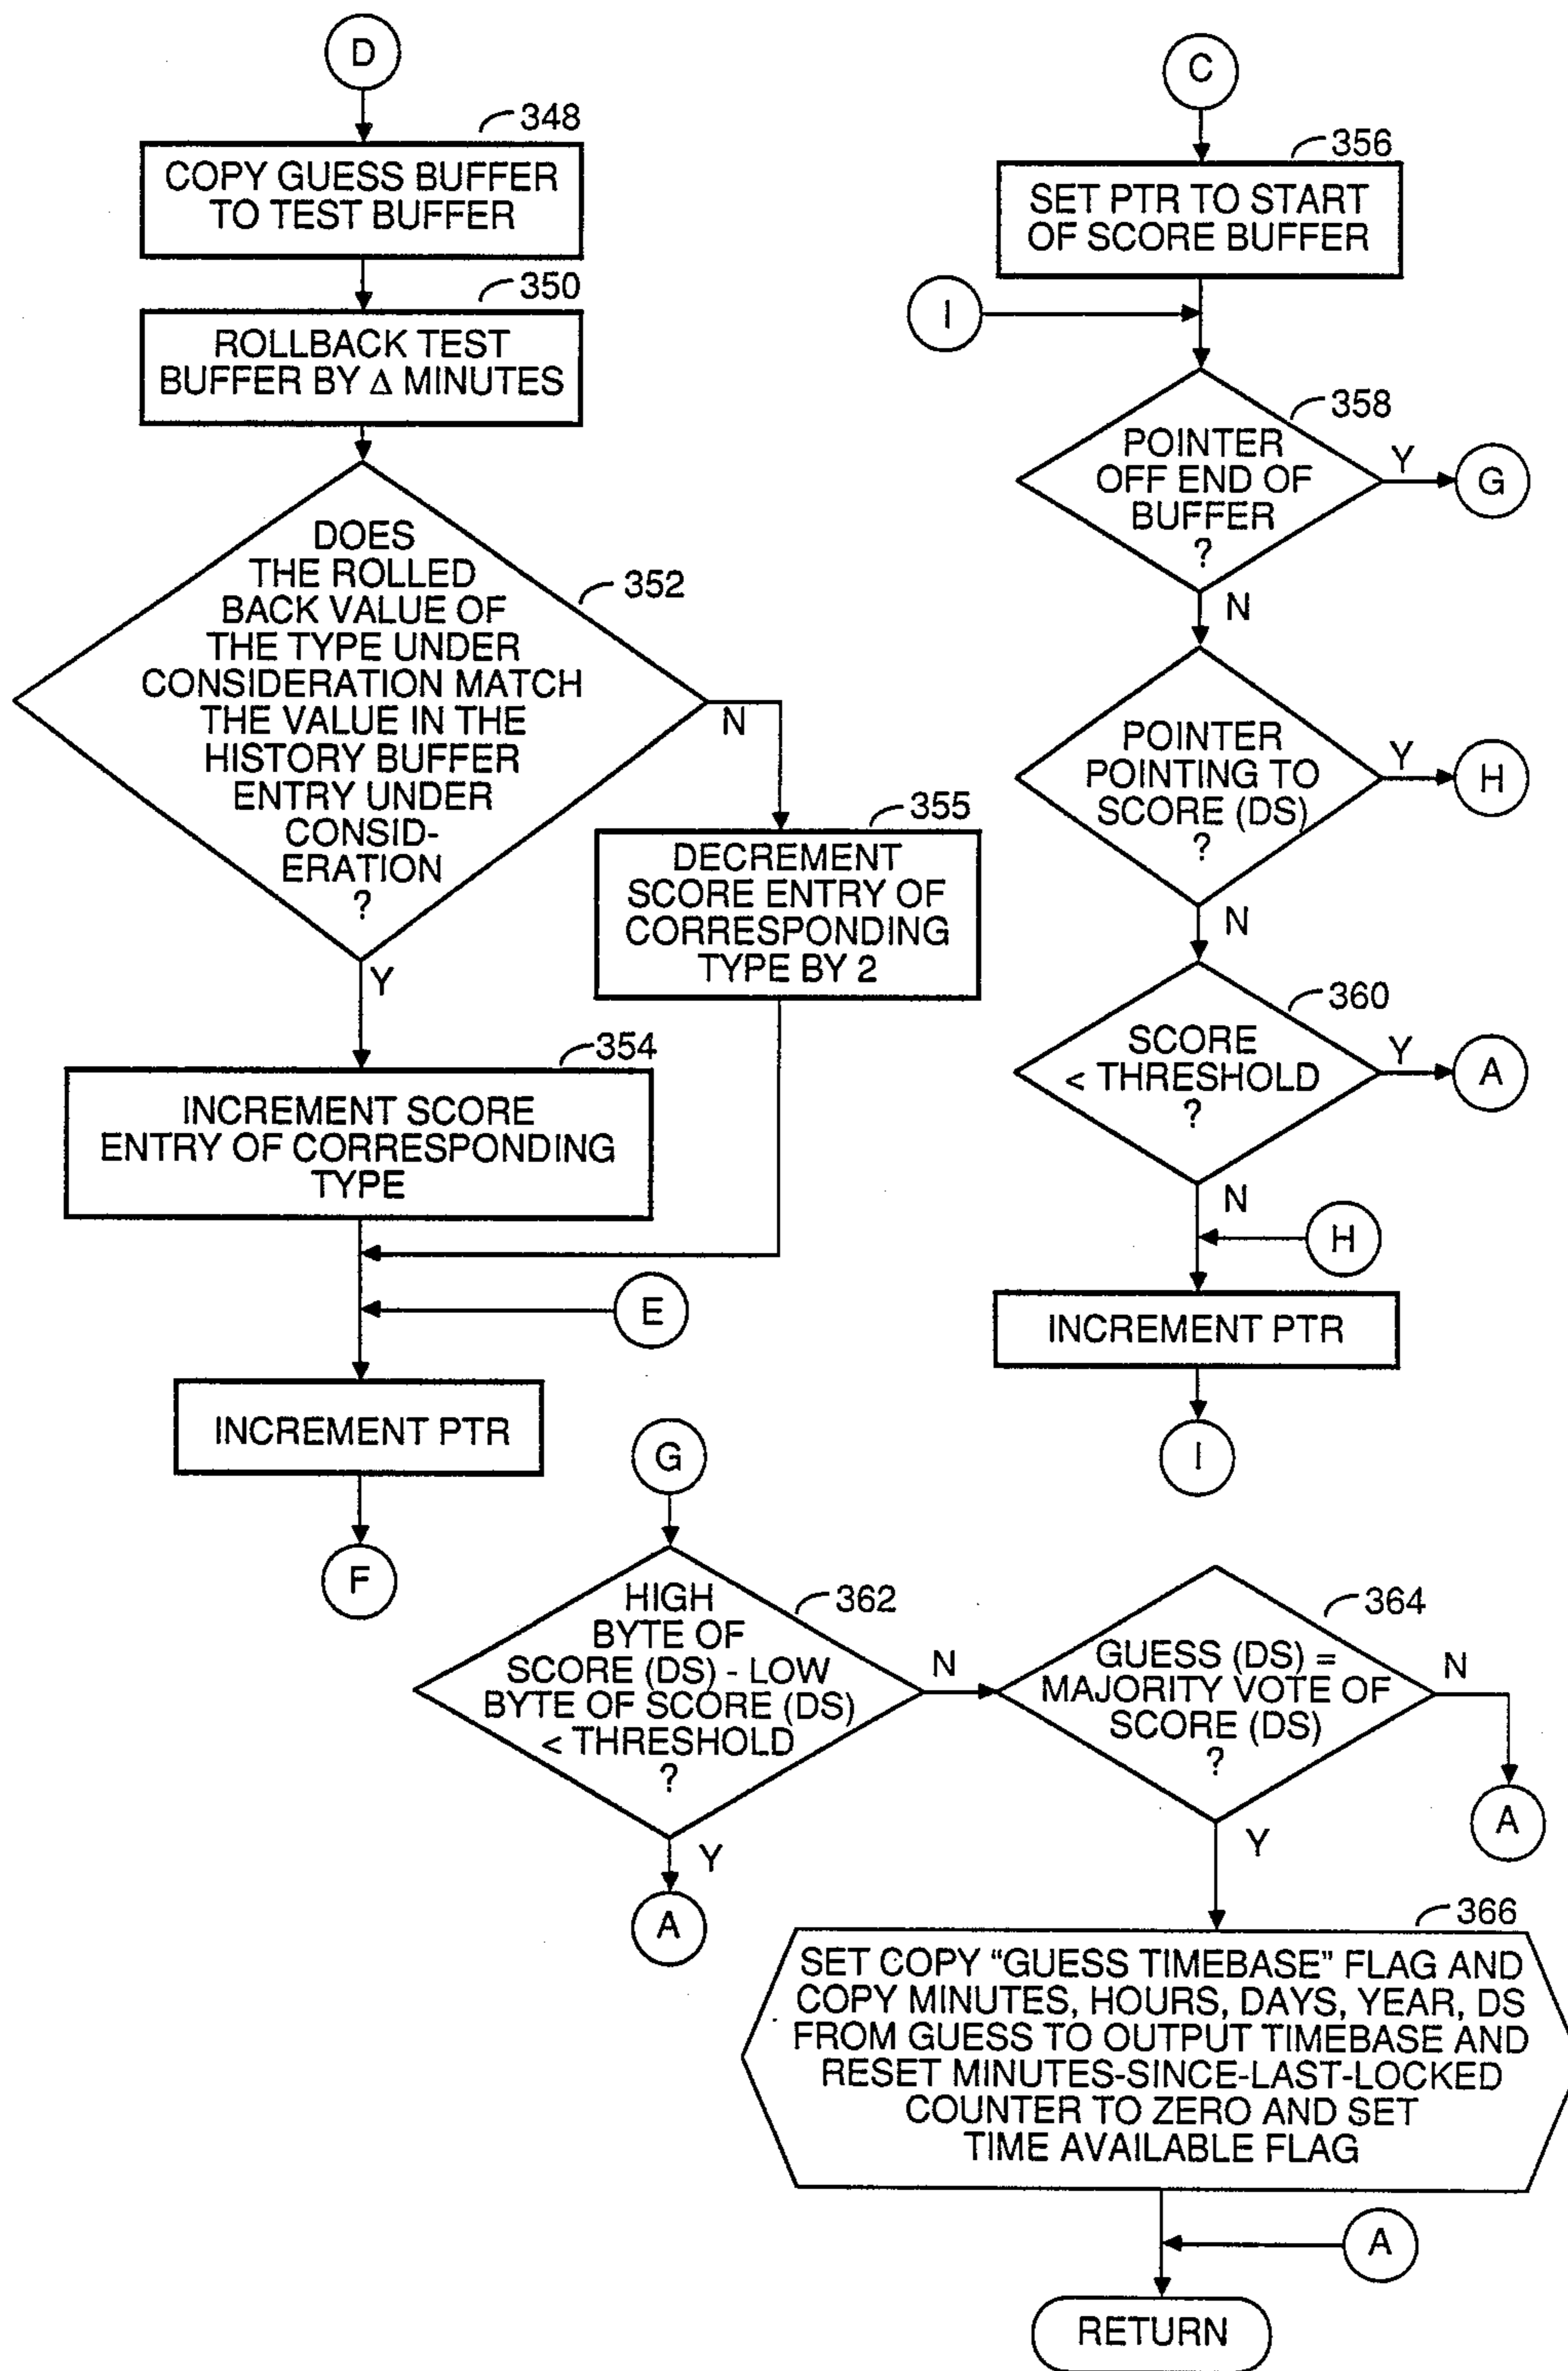 D
348
COPY GUESS BUFFER
TO TEST BUFFER
350
ROLLBACK TEST
BUFFER BY Δ MINUTES
DOES
THE ROLLED
BACK VALUE OF
THE TYPE UNDER
CONSIDERATION MATCH
THE VALUE IN THE
HISTORY BUFFER
ENTRY UNDER
CONSID-
ERATION
?
352
N
Y
355
DECREMENT
SCORE ENTRY OF
CORRESPONDING
TYPE BY 2
354
INCREMENT SCORE
ENTRY OF CORRESPONDING
TYPE
E
INCREMENT PTR
F
C
356
SET PTR TO START
OF SCORE BUFFER
I
358
POINTER
OFF END OF
BUFFER
?
Y
G
N
POINTER
POINTING TO
SCORE (DS)
?
Y
H
N
360
SCORE
< THRESHOLD
?
Y
A
N
H
INCREMENT PTR
I
G
362
HIGH
BYTE OF
SCORE (DS) - LOW
BYTE OF SCORE (DS)
< THRESHOLD
?
N
Y
A
364
GUESS (DS) =
MAJORITY VOTE OF
SCORE (DS)
?
N
A
Y
366
SET COPY “GUESS TIMEBASE” FLAG AND
COPY MINUTES, HOURS, DAYS, YEAR, DS
FROM GUESS TO OUTPUT TIMEBASE AND
RESET MINUTES-SINCE-LAST-LOCKED
COUNTER TO ZERO AND SET
TIME AVAILABLE FLAG
A
RETURN